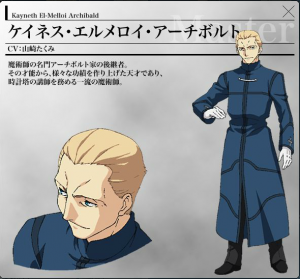 Kayneth El-Melloi Archibald
Master
ケイネス・エルメロイ・アーチボルト
CV：山崎たくみ
魔術師の名門アーチボルト家の後継者。
その才能から、様々な功績を作り上げた天才であり、
時計塔の講師を務める一流の魔術師。